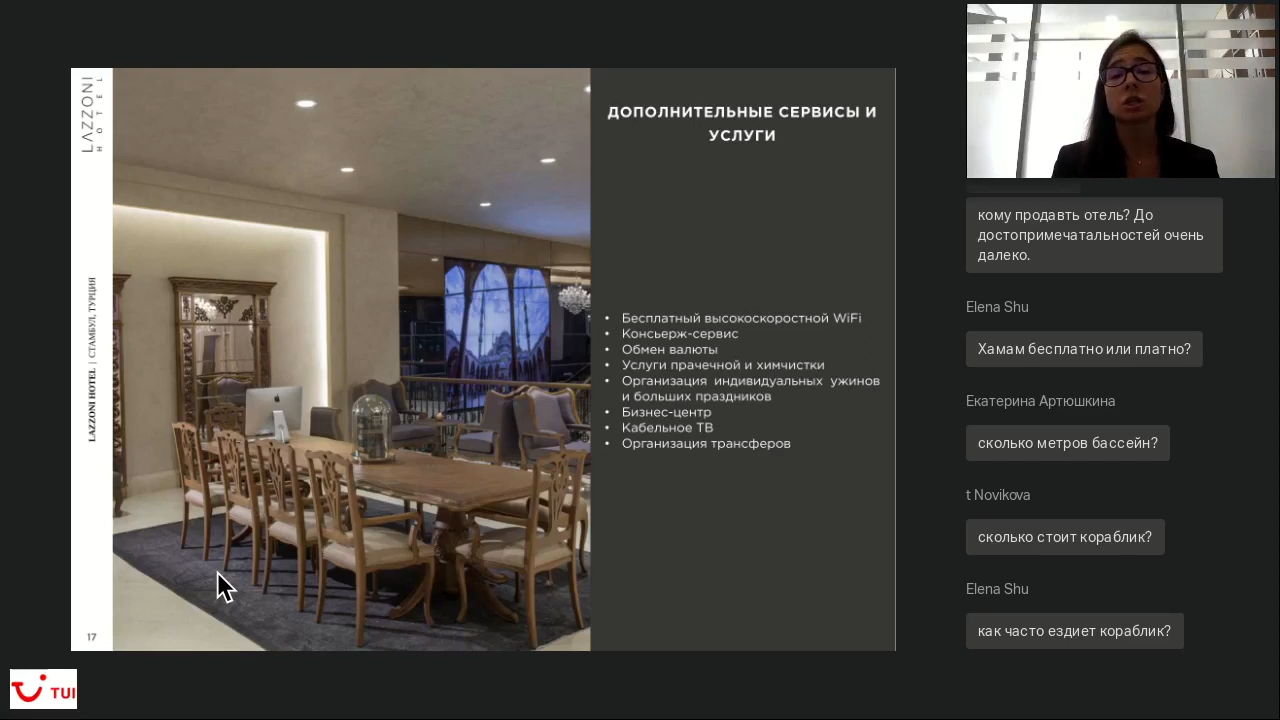 LAZZONI
HOTEL
LAZZONI HOTEL | СТАМБУЛ, ТУРЦИЯ
17
ДОПОЛНИТЕЛЬНЫЕ СЕРВИСЫ И
УСЛУГИ
• Бесплатный высокоскоростной WiFi
• Консьерж-сервис
• Обмен валюты
• Услуги прачечной и химчистки
• Организация индивидуальных ужинов
и больших праздников
• Бизнес-центр
• Кабельное ТВ
• Организация трансферов
TUI
кому продавть отель? До
достопримечатальностей очень
далеко.
Elena Shu
Хамам бесплатно или платно?
Екатерина Артюшкина
сколько метров бассейн?
t Novikova
сколько стоит кораблик?
Elena Shu
как часто ездиет кораблик?